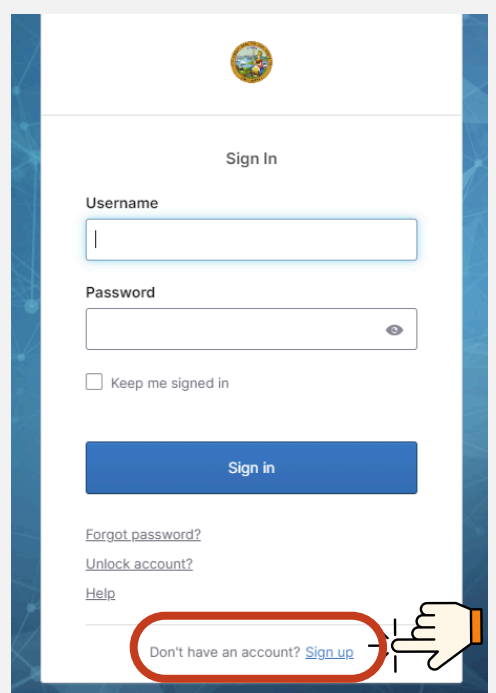 Sign In
Username
Password
Keep me signed in
Sign in
Forgot password?
Unlock account?
Help
Don't have an account? Sign up